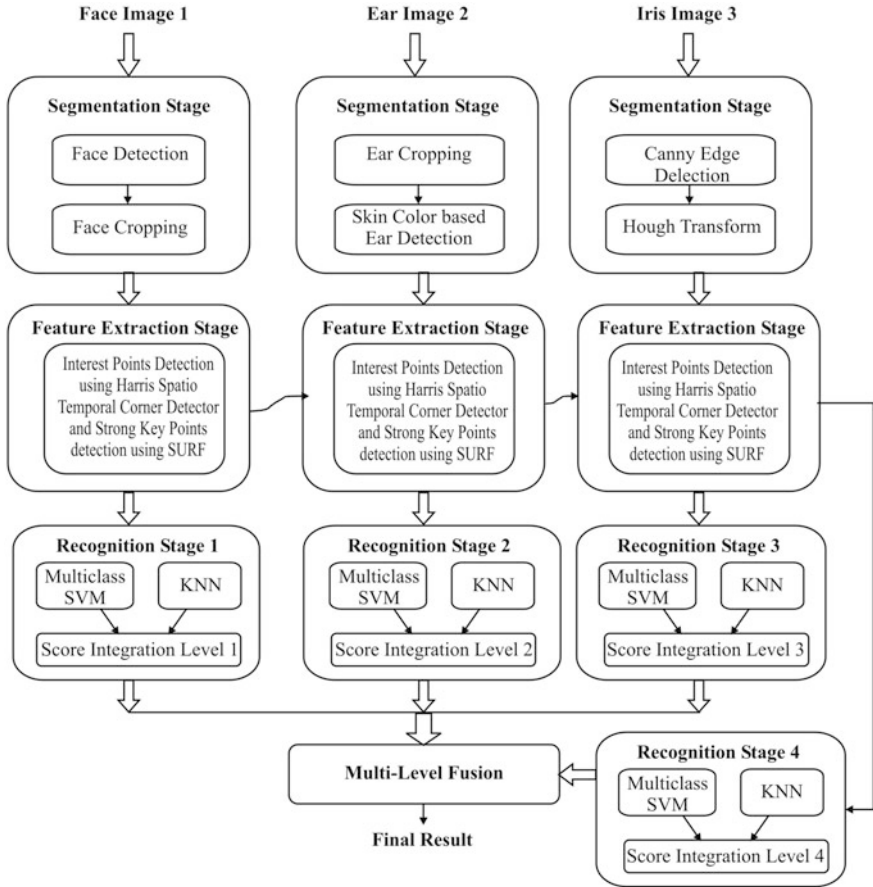 Face Image 1
Ear Image 2
Iris Image 3
Segmentation Stage
Face Detection
Face Cropping
Segmentation Stage
Ear Cropping
Skin Color based
Ear Detection
Segmentation Stage
Canny Edge
Delection
Hough Transform
Feature Extraction Stage
Interest Points Detection
using Harris Spatio
Temporal Corner Detector
and Strong Key Points
detection using SURF
Feature Extraction Stage
Interest Points Detection
using Harris Spatio
Temporal Corner Detector
and Strong Key Points
detection using SURF
Feature Extraction Stage
Interest Points Detection
using Harris Spatio
Temporal Corner Detector
and Strong Key Points
detection using SURF
Recognition Stage 1
Multiclass
SVM
KNN
Score Integration Level 1
Recognition Stage 2
Multiclass
SVM
KNN
Score Integration Level 2
Recognition Stage 3
Multiclass
SVM
KNN
Score Integration Level 3
Multi-Level Fusion
Final Result
Recognition Stage 4
Multiclass
SVM
KNN
Score Integration Level 4